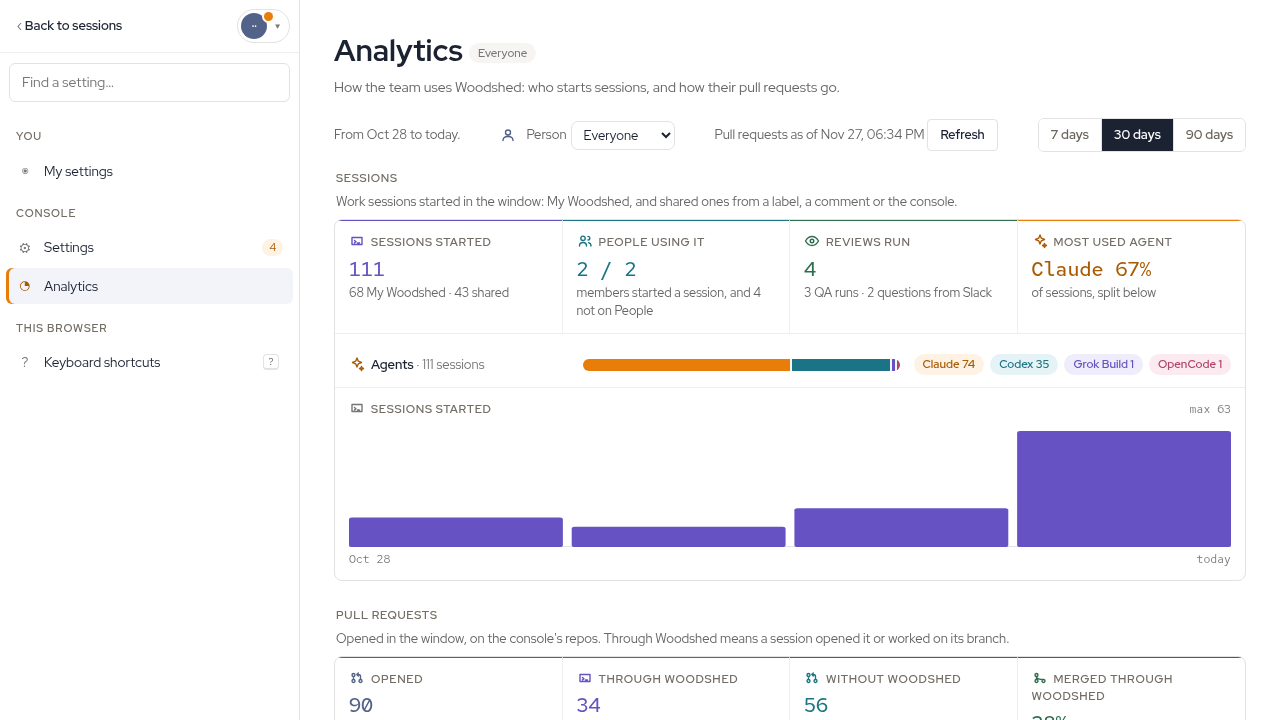 ‹ Back to sessions
Find a setting...
YOU
My settings
CONSOLE
Settings 4
Analytics
THIS BROWSER
? Keyboard shortcuts ?
Analytics Everyone
How the team uses Woodshed: who starts sessions, and how their pull requests go.
From Oct 28 to today. Person Everyone Pull requests as of Nov 27, 06:34 PM Refresh 7 days 30 days 90 days
SESSIONS
Work sessions started in the window: My Woodshed, and shared ones from a label, a comment or the console.
SESSIONS STARTED
111
68 My Woodshed · 43 shared
PEOPLE USING IT
2 / 2
members started a session, and 4
not on People
REVIEWS RUN
4
3 QA runs · 2 questions from Slack
MOST USED AGENT
Claude 67%
of sessions, split below
Agents · 111 sessions Claude 74 Codex 35 Grok Build 1 OpenCode 1
SESSIONS STARTED max 63
Oct 28 today
PULL REQUESTS
Opened in the window, on the console's repos. Through Woodshed means a session opened it or worked on its branch.
OPENED
90
THROUGH WOODSHED
34
WITHOUT WOODSHED
56
MERGED THROUGH
WOODSHED